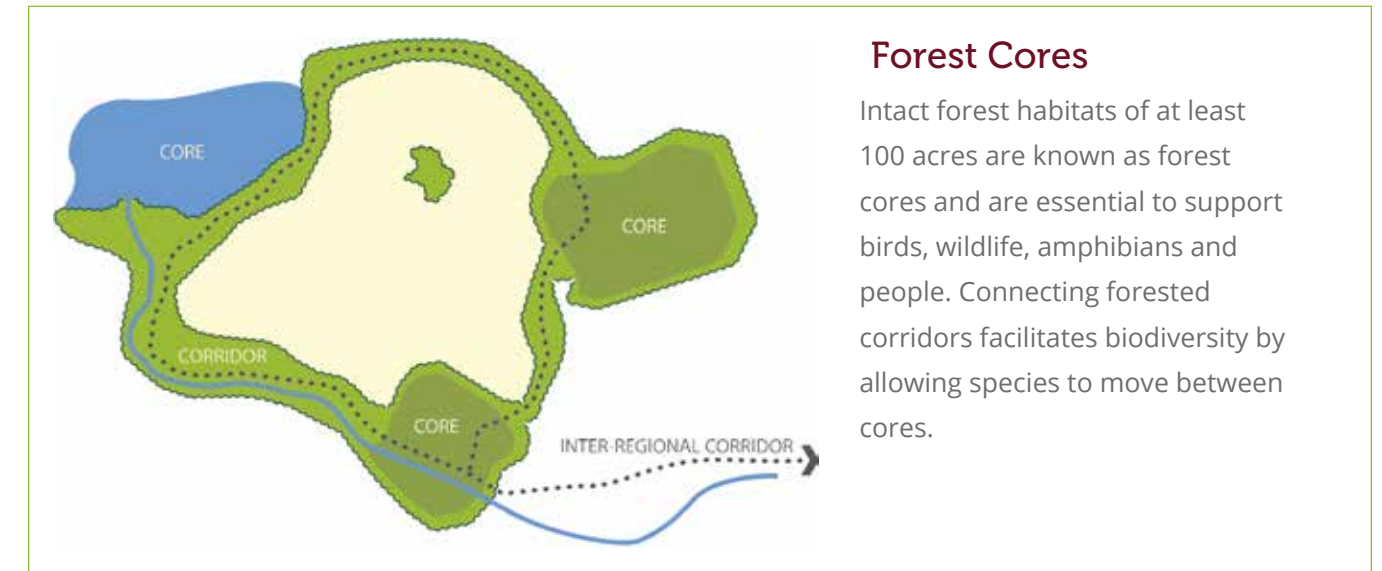 CORE
CORE
CORRIDOR
CORE
INTER-REGIONAL CORRIDOR
Forest Cores
Intact forest habitats of at least
100 acres are known as forest
cores and are essential to support
birds, wildlife, amphibians and
people. Connecting forested
corridors facilitates biodiversity by
allowing species to move between
cores.